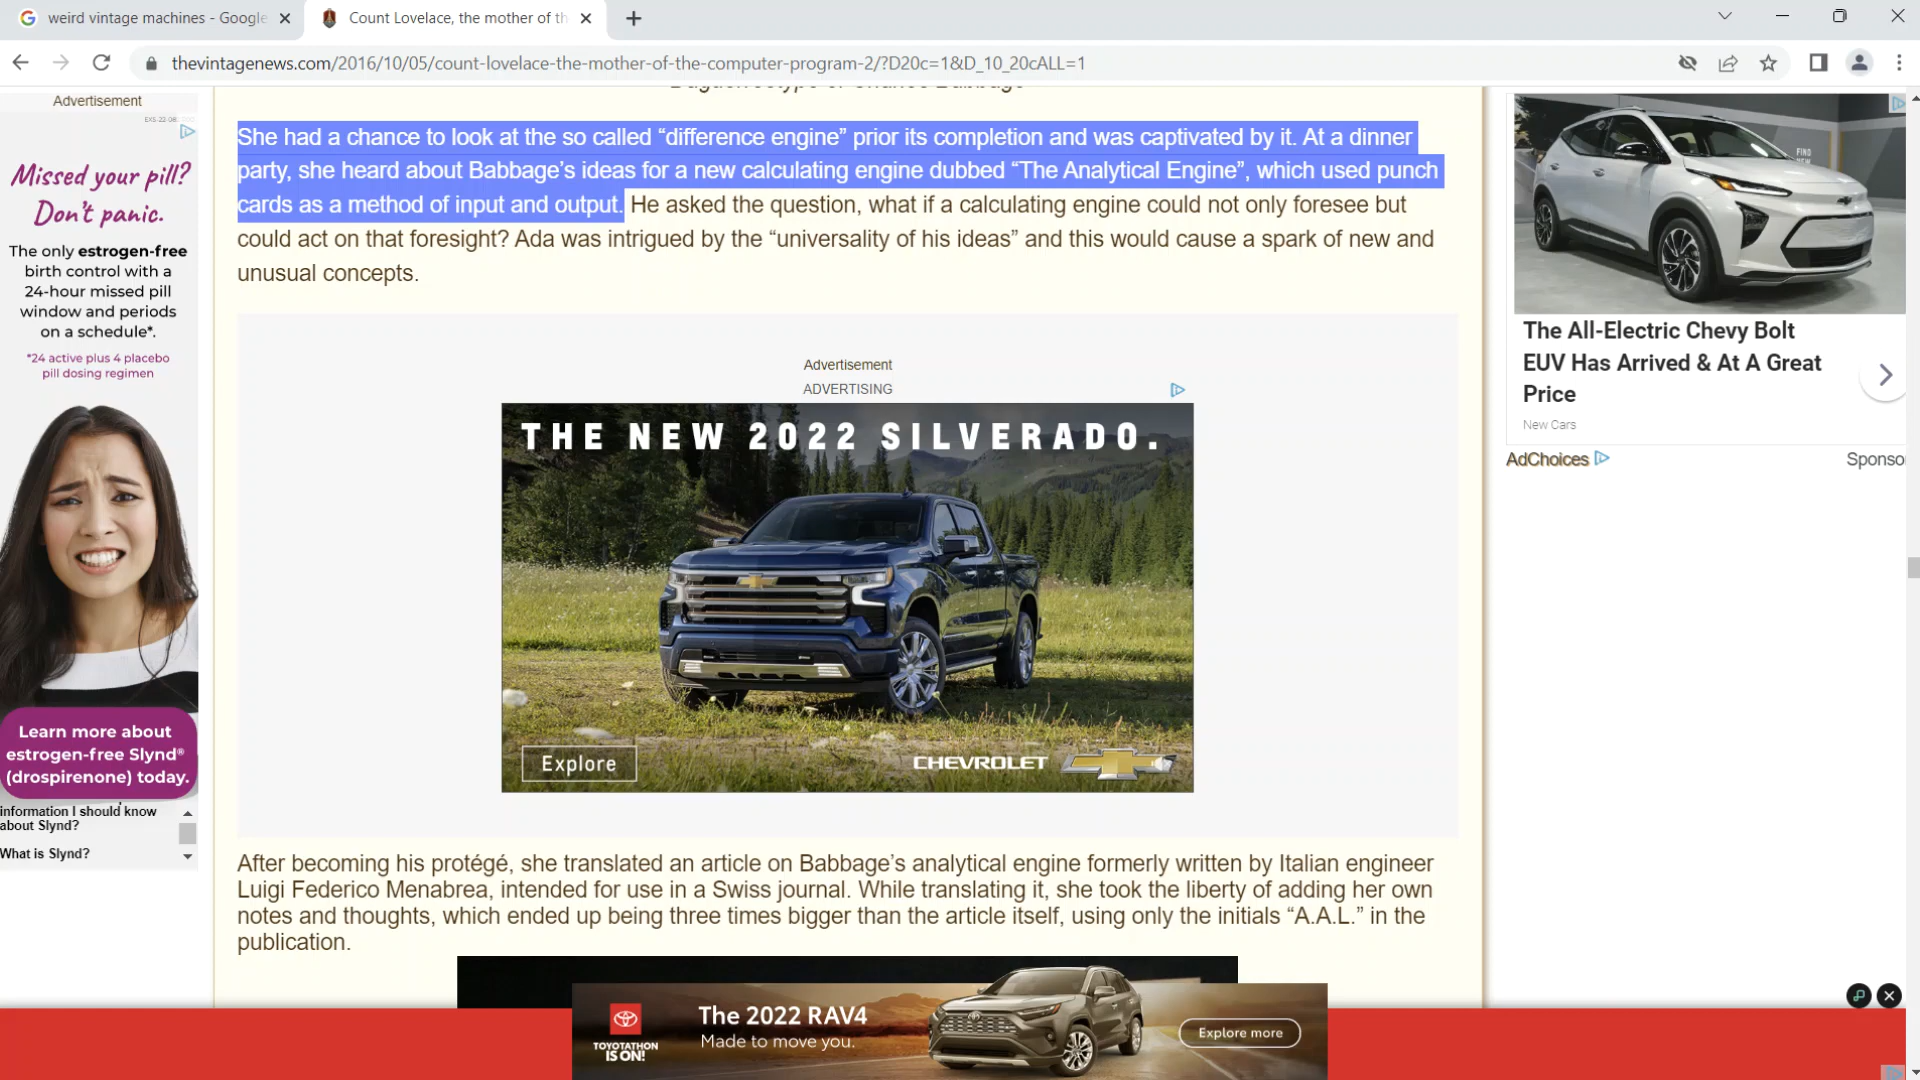 weird vintage machines - Google
Count Lovelace, the mother of th
thevintagenews.com/2016/10/05/count-lovelace-the-mother-of-the-computer-program-2/?D20c=1&D_10_20cALL=1
Advertisement
Missed your pill?
Don't panic.
The only estrogen-free
birth control with a
24-hour missed pill
window and periods
on a schedule*.
*24 active plus 4 placebo
pill dosing regimen
Learn more about
estrogen-free Slynd®
(drospirenone) today.
information I should know
about Slynd?
What is Slynd?
She had a chance to look at the so called “difference engine” prior its completion and was captivated by it. At a dinner
party, she heard about Babbage’s ideas for a new calculating engine dubbed “The Analytical Engine”, which used punch
cards as a method of input and output. He asked the question, what if a calculating engine could not only foresee but
could act on that foresight? Ada was intrigued by the “universality of his ideas” and this would cause a spark of new and
unusual concepts.
Advertisement
ADVERTISING
THE NEW 2022 SILVERADO.
Explore
CHEVROLET
After becoming his protégé, she translated an article on Babbage’s analytical engine formerly written by Italian engineer
Luigi Federico Menabrea, intended for use in a Swiss journal. While translating it, she took the liberty of adding her own
notes and thoughts, which ended up being three times bigger than the article itself, using only the initials “A.A.L.” in the
publication.
TOYOTATHON
IS ON!
The 2022 RAV4
Made to move you.
Explore more
The All-Electric Chevy Bolt
EUV Has Arrived & At A Great
Price
New Cars
AdChoices
Sponso